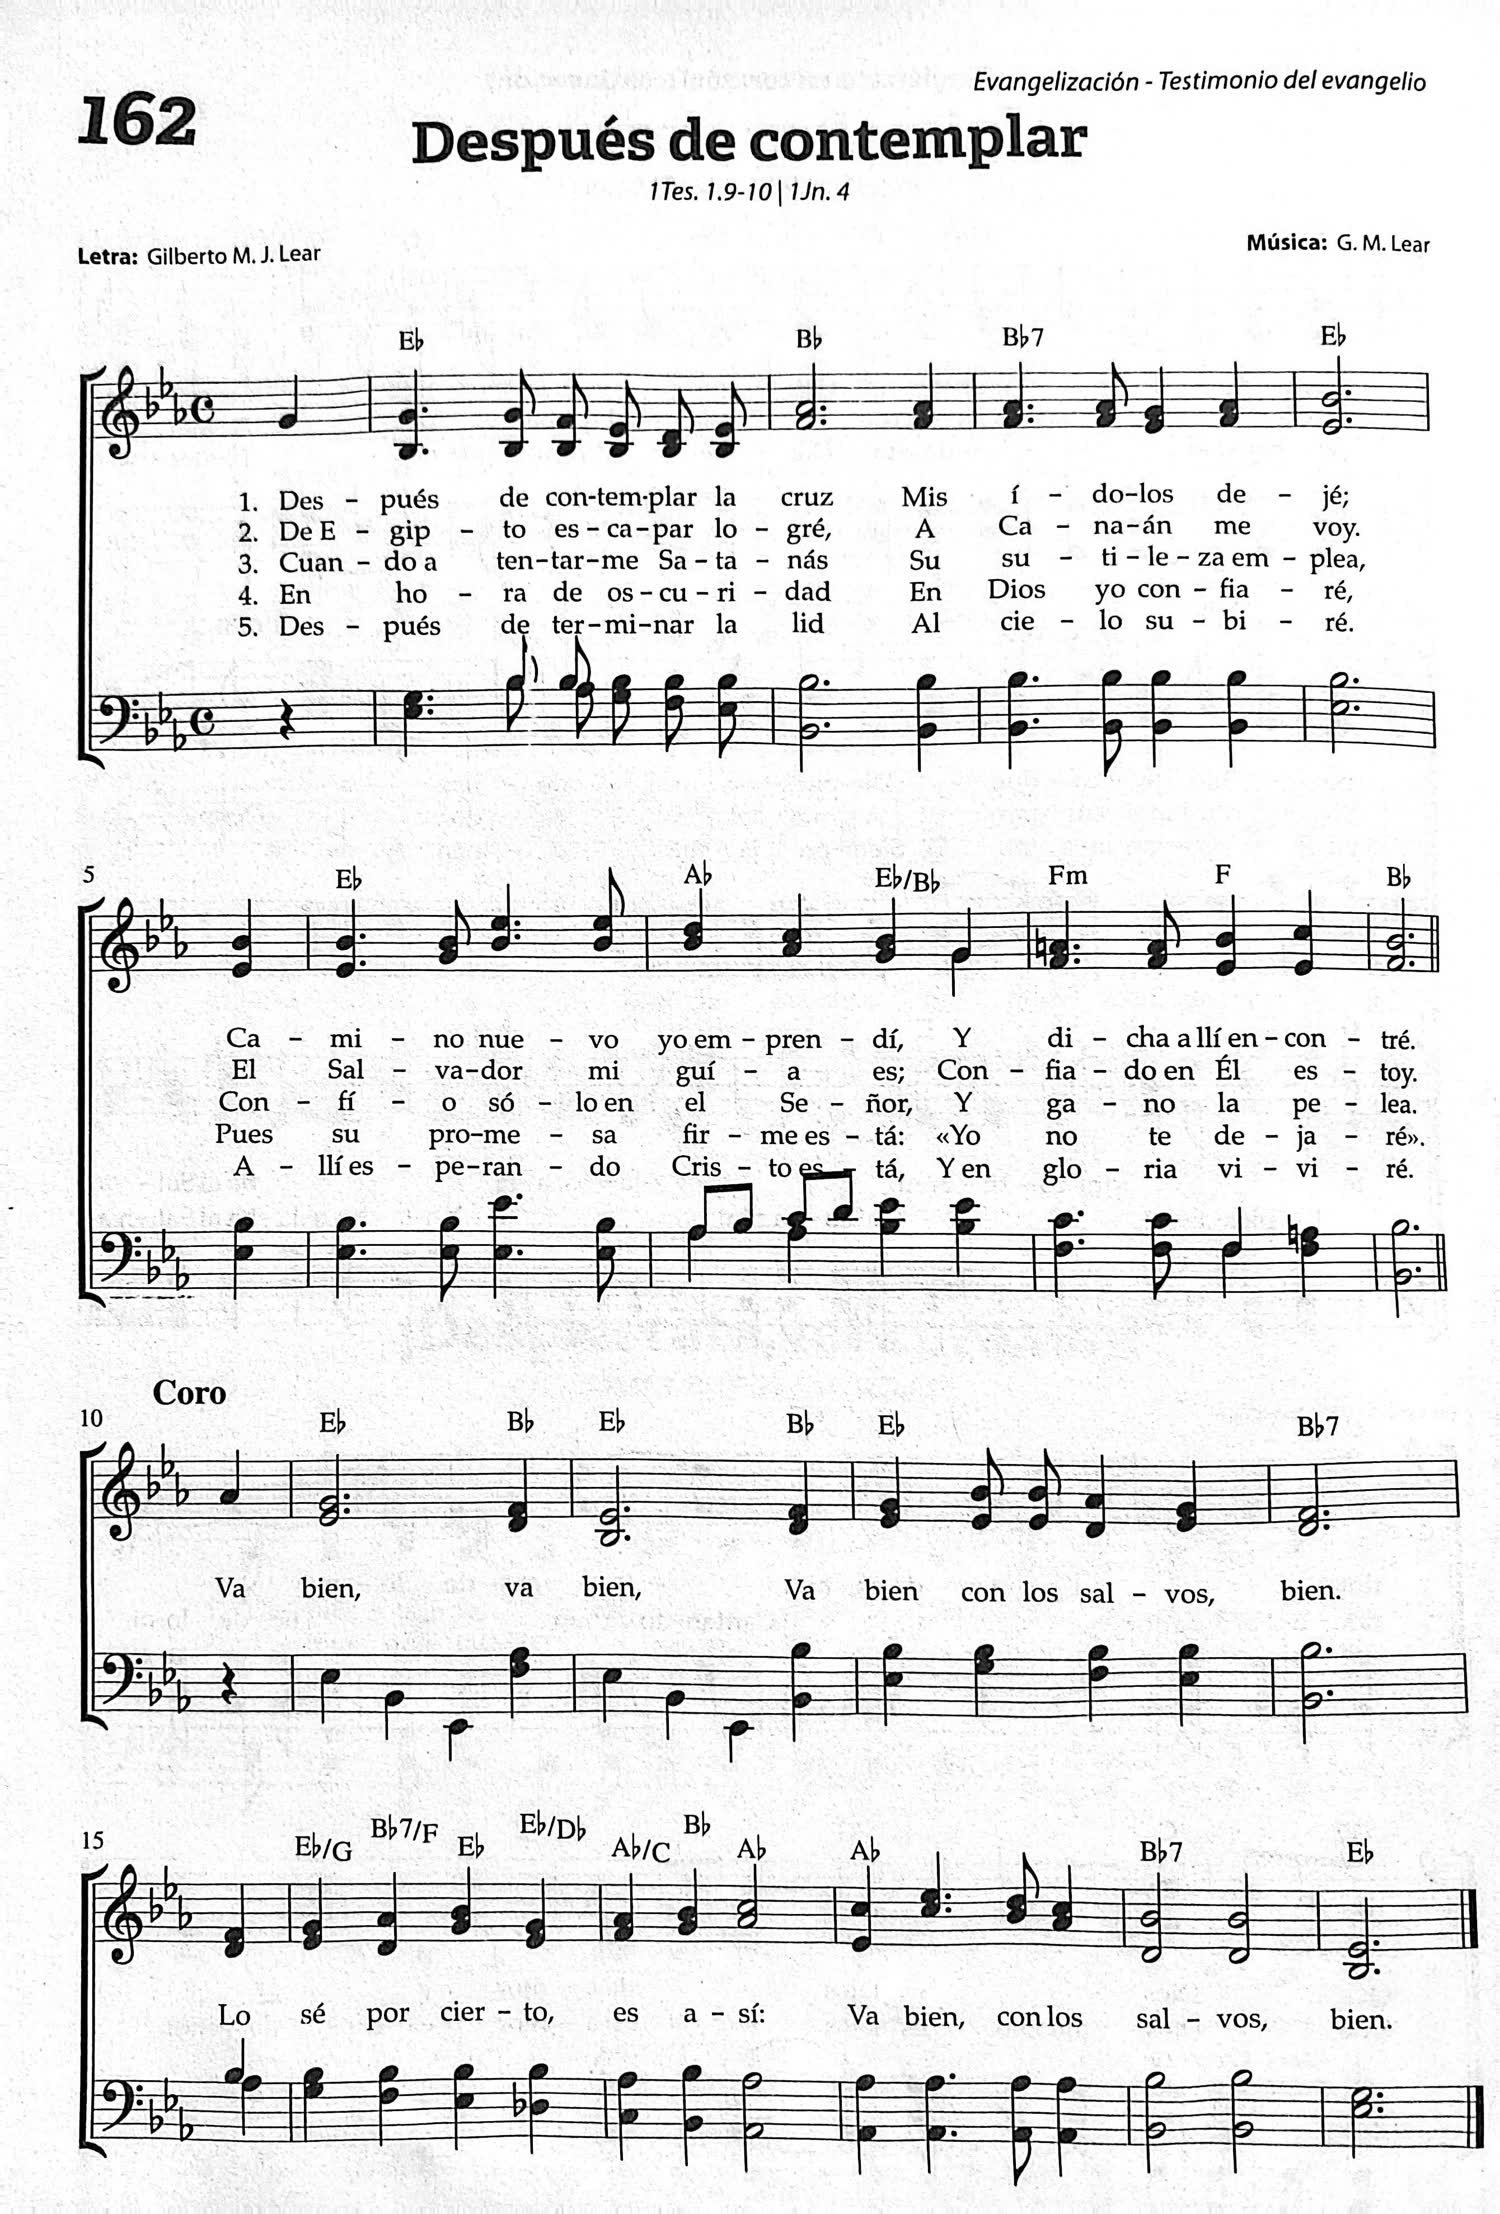 Evangelización - Testimonio del evangelio
162
Después de contemplar
1Tes. 1.9-10 | 1Jn. 4
Letra: Gilberto M. J. Lear
Música: G. M. Lear
E♭ B♭ B♭7 E♭
1. Des – pués de con-tem-plar la cruz Mis í – do-los de – jé;
2. De E – gip – to es – ca – par lo – gré, A Ca – na – án me voy.
3. Cuan – do a ten – tar – me Sa – ta – nás Su su – ti – le – za em – plea,
4. En ho – ra de os – cu – ri – dad En Dios yo con – fia – ré,
5. Des – pués de ter – mi – nar la lid Al cie – lo su – bi – ré.
5
E♭ A♭ E♭/B♭ Fm F B♭
Ca – mi – no nue – vo yo em – pren – dí, Y di – cha a llí en – con – tré.
El Sal – va – dor mi guí – a es; Con – fia – do en Él es – toy.
Con – fí – o só – lo en el Se – ñor, Y ga – no la pe – lea.
Pues su pro – me – sa fir – me es – tá: «Yo no te de – ja – ré».
A – llí es – pe – ran – do Cris – to es – tá, Y en glo – ria vi – vi – ré.
Coro
10
E♭ B♭ E♭ B♭ E♭ B♭7
Va bien, va bien, Va bien con los sal – vos, bien.
15
E♭/G B♭7/F E♭ E♭/D♭ A♭/C B♭ A♭ A♭ B♭7 E♭
Lo sé por cier – to, es a – sí: Va bien, con los sal – vos, bien.